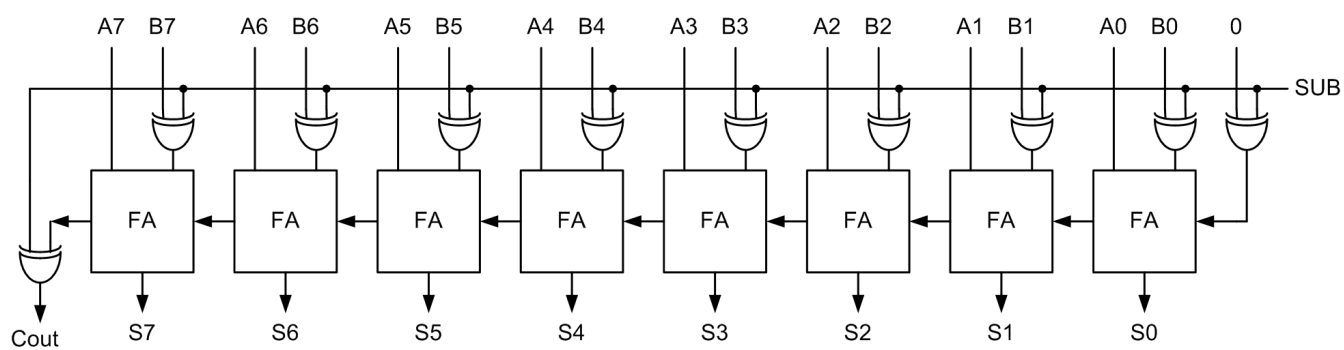 A7 B7 A6 B6 A5 B5 A4 B4 A3 B3 A2 B2 A1 B1 A0 B0 0
SUB
FA FA FA FA FA FA FA FA
Cout S7 S6 S5 S4 S3 S2 S1 S0